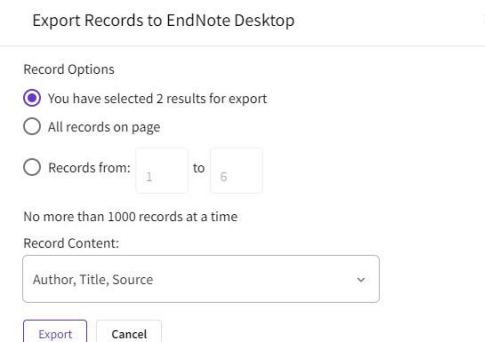 Export Records to EndNote Desktop
Record Options
You have selected 2 results for export
All records on page
Records from: 1 to 6
No more than 1000 records at a time
Record Content:
Author, Title, Source
Export Cancel